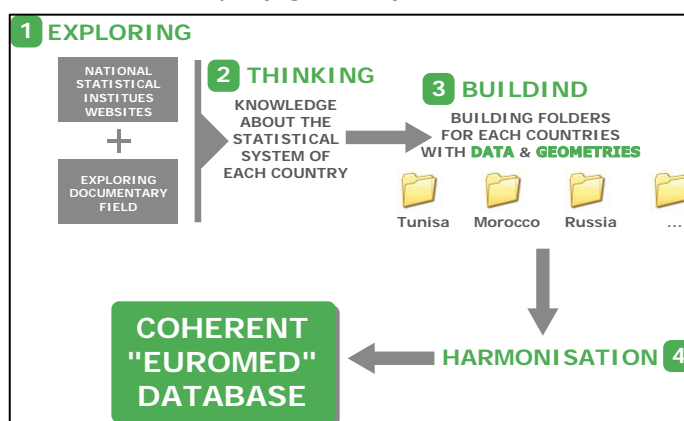 1 EXPLORING
NATIONAL
STATISTICAL
INSTITUES
WEBSITES
+
EXPLORING
DOCUMENTARY
FIELD
2 THINKING
KNOWLEDGE
ABOUT THE
STATISTICAL
SYSTEM OF
EACH COUNTRY
3 BUILDIND
BUILDING FOLDERS
FOR EACH COUNTRIES
WITH DATA & GEOMETRIES
Tunisa Morocco Russia ...
HARMONISATION 4
COHERENT
"EUROMED"
DATABASE